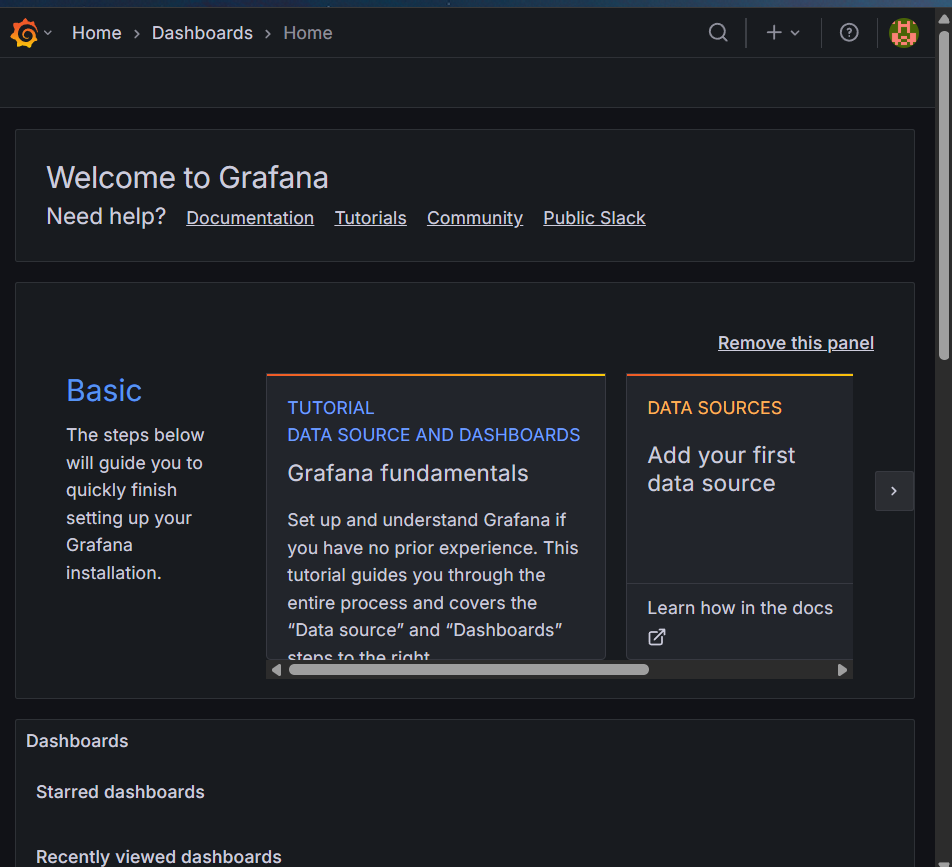 Home › Dashboards › Home
Welcome to Grafana
Need help? Documentation Tutorials Community Public Slack
Remove this panel
Basic
The steps below
will guide you to
quickly finish
setting up your
Grafana
installation.
TUTORIAL
DATA SOURCE AND DASHBOARDS
Grafana fundamentals
Set up and understand Grafana if
you have no prior experience. This
tutorial guides you through the
entire process and covers the
“Data source” and “Dashboards”
steps to the right.
DATA SOURCES
Add your first
data source
Learn how in the docs
Dashboards
Starred dashboards
Recently viewed dashboards